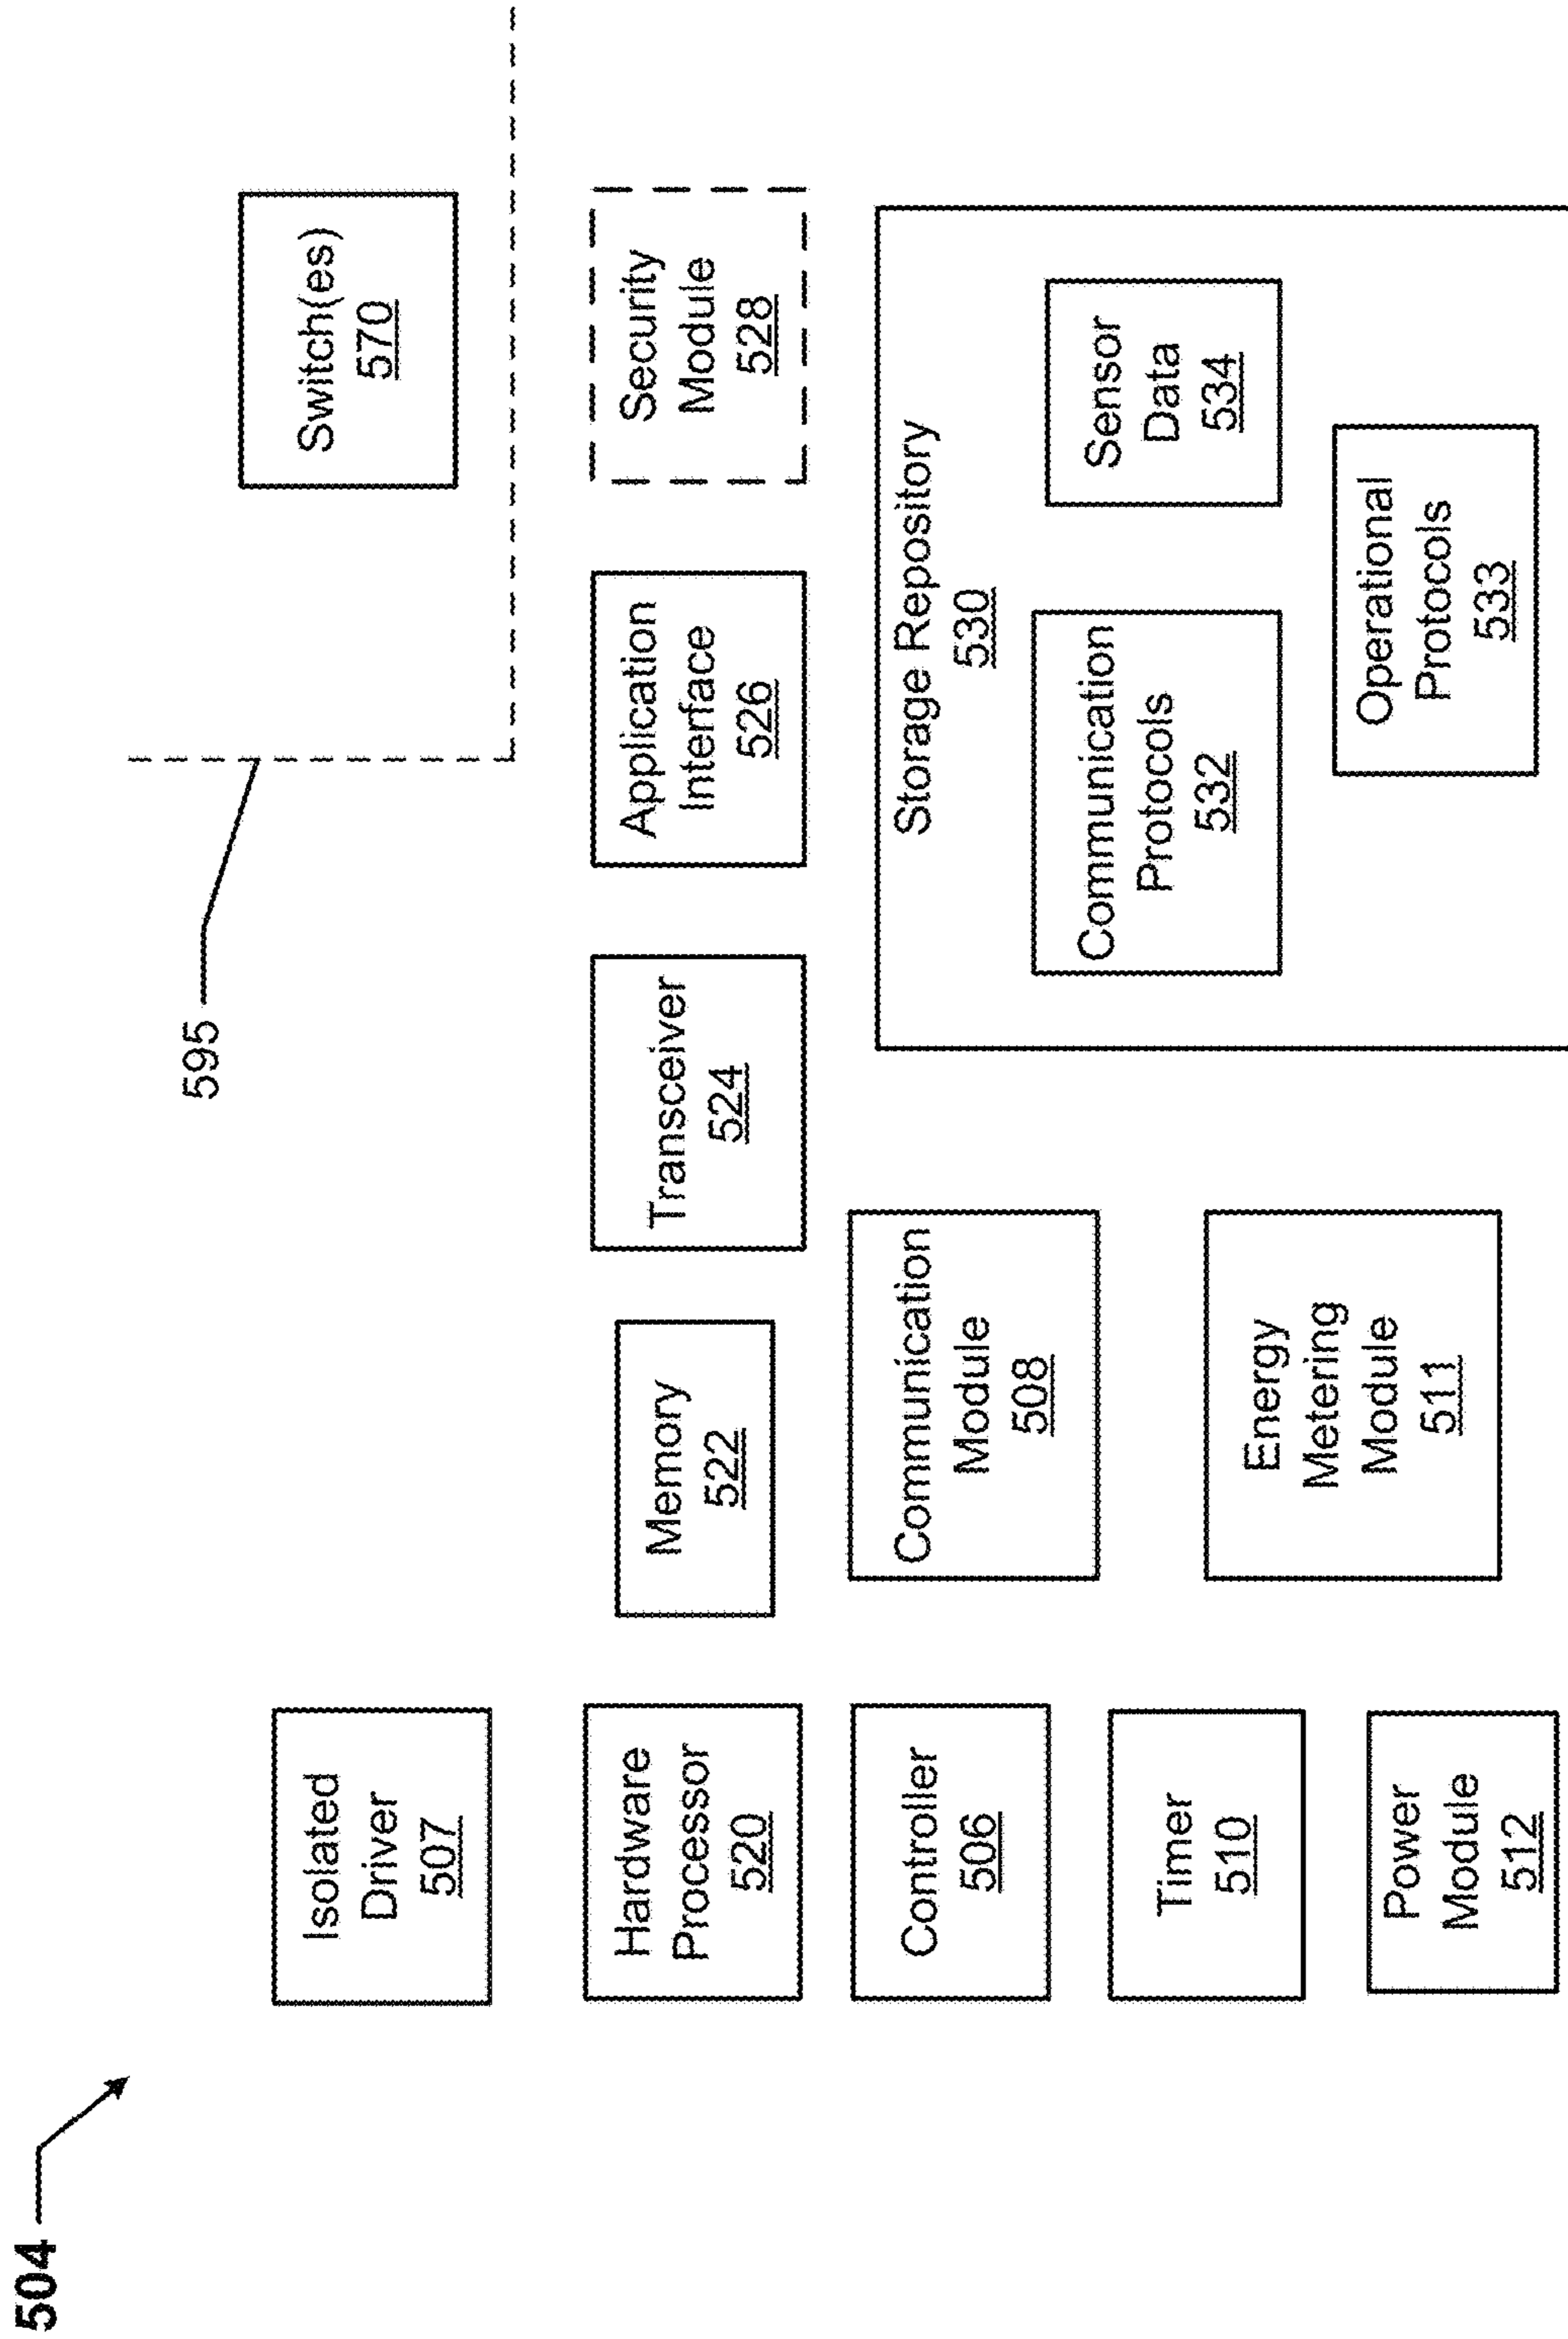 504
595
Isolated
Driver
507
Switch(es)
570
Hardware
Processor
520
Memory
522
Transceiver
524
Application
Interface
526
Security
Module
528
Controller
506
Communication
Module
508
Storage Repository
530
Communication
Protocols
532
Sensor
Data
534
Timer
510
Energy
Metering
Module
511
Operational
Protocols
533
Power
Module
512